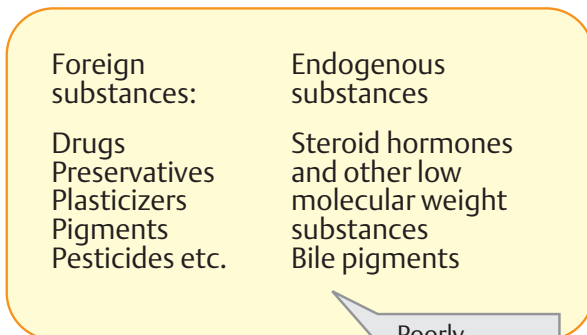 Foreign
substances:
Drugs
Preservatives
Plasticizers
Pigments
Pesticides etc.
Endogenous
substances
Steroid hormones
and other low
molecular weight
substances
Bile pigments
Poorly